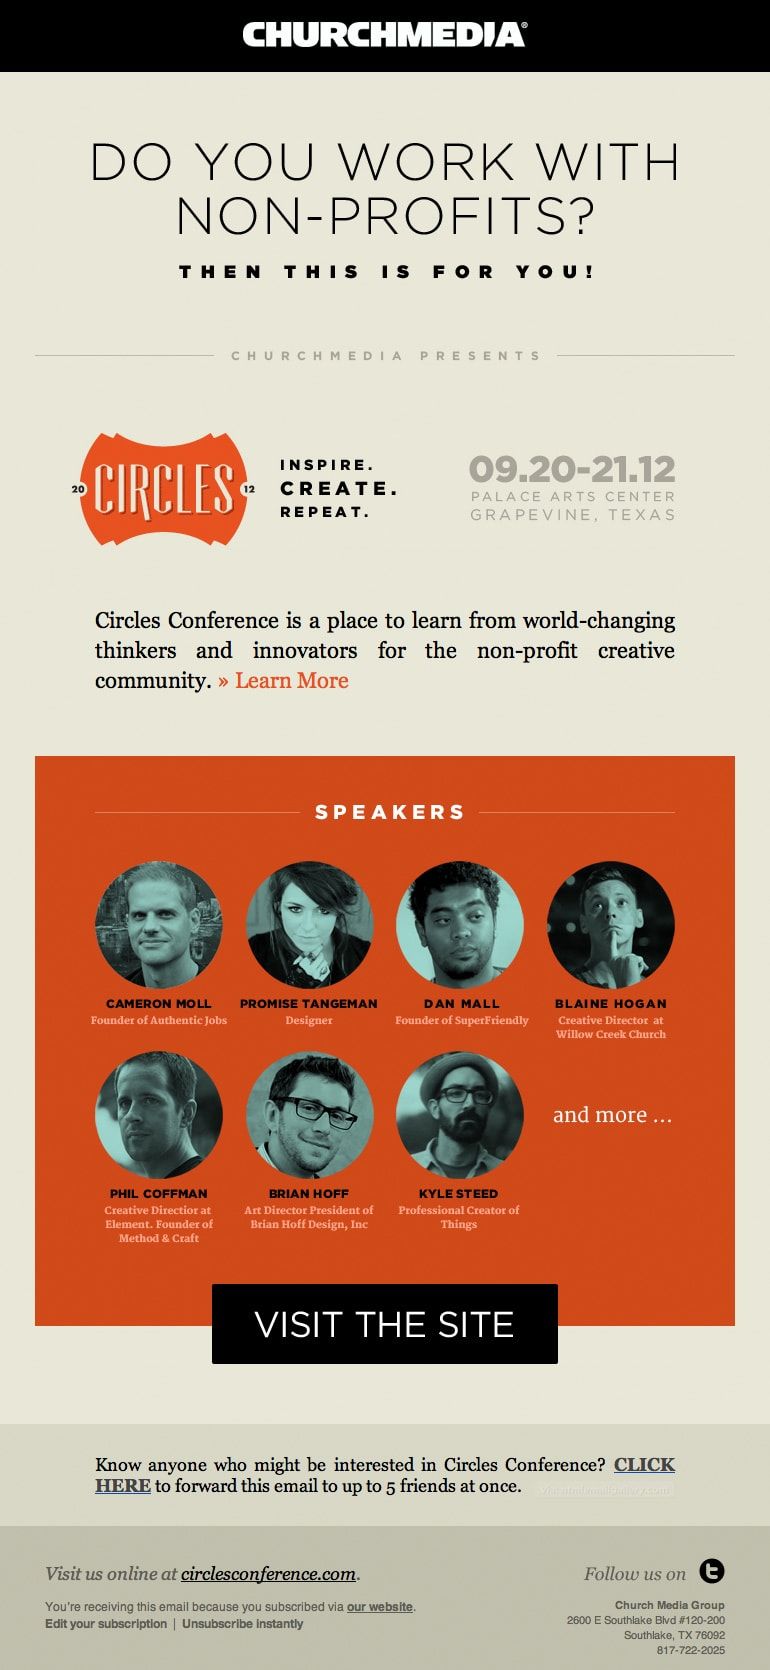 CHURCHMEDIA®
DO YOU WORK WITH
NON-PROFITS?
THEN THIS IS FOR YOU!
CHURCHMEDIA PRESENTS
20 CIRCLES 12
INSPIRE.
CREATE.
REPEAT.
09.20-21.12
PALACE ARTS CENTER
GRAPEVINE, TEXAS
Circles Conference is a place to learn from world-changing
thinkers and innovators for the non-profit creative
community. » Learn More
SPEAKERS
CAMERON MOLL
Founder of Authentic Jobs
PROMISE TANGEMAN
Designer
DAN MALL
Founder of SuperFriendly
BLAINE HOGAN
Creative Director at
Willow Creek Church
PHIL COFFMAN
Creative Directior at
Element. Founder of
Method & Craft
BRIAN HOFF
Art Director President of
Brian Hoff Design, Inc
KYLE STEED
Professional Creator of
Things
and more ...
VISIT THE SITE
Know anyone who might be interested in Circles Conference? CLICK
HERE to forward this email to up to 5 friends at once.
Visit us online at circlesconference.com.
You're receiving this email because you subscribed via our website.
Edit your subscription | Unsubscribe instantly
Follow us on
Church Media Group
2600 E Southlake Blvd #120-200
Southlake, TX 76092
817-722-2025